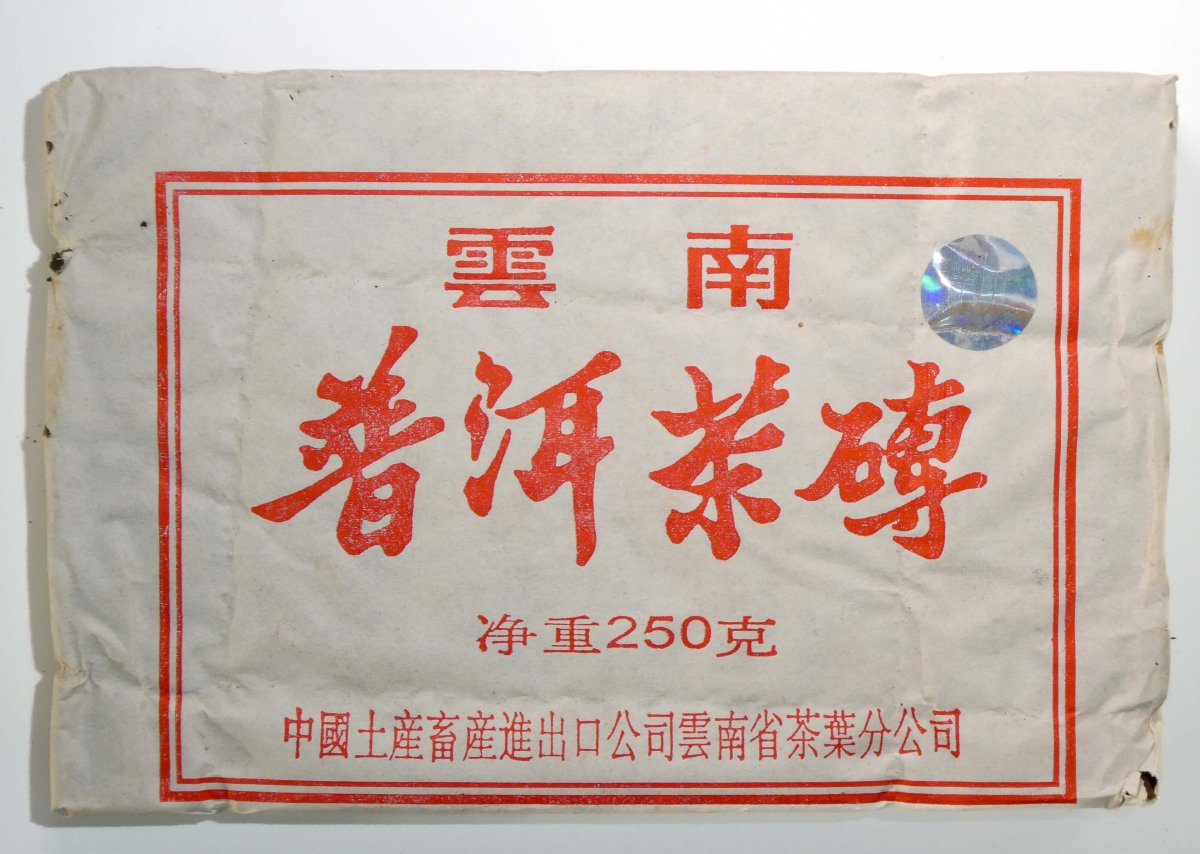 雲南
普洱茶磚
净重250克
中國土産畜産進出口公司雲南省茶葉分公司